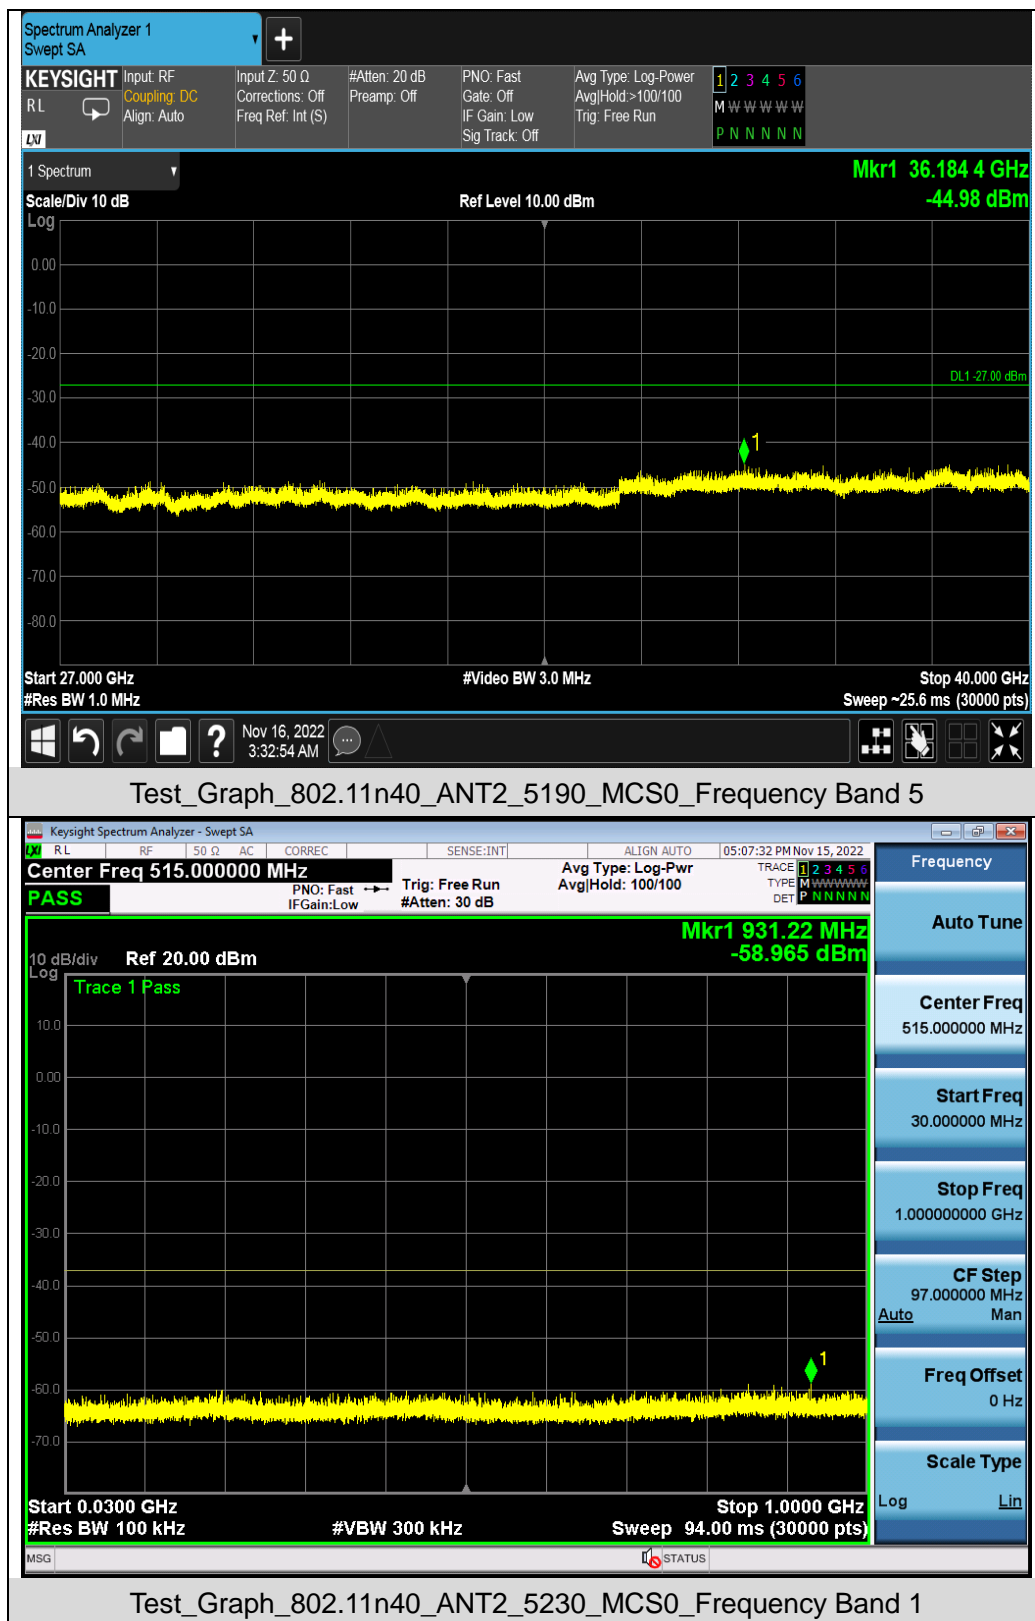 Spectrum Analyzer 1
Swept SA
KEYSIGHT
R L
LXI
Input: RF
Coupling: DC
Align: Auto
Input Z: 50 Ω
Corrections: Off
Freq Ref: Int (S)
#Atten: 20 dB
Preamp: Off
PNO: Fast
Gate: Off
IF Gain: Low
Sig Track: Off
Avg Type: Log-Power
Avg|Hold:>100/100
Trig: Free Run
1 2 3 4 5 6
M W W W W W
P N N N N N
1 Spectrum
Mkr1 36.184 4 GHz
Scale/Div 10 dB
Ref Level 10.00 dBm
-44.98 dBm
Log
0.00
-10.0
-20.0
DL1 -27.00 dBm
-30.0
-40.0
1
-50.0
-60.0
-70.0
-80.0
Start 27.000 GHz
#Video BW 3.0 MHz
Stop 40.000 GHz
#Res BW 1.0 MHz
Sweep ~25.6 ms (30000 pts)
?
Nov 16, 2022
3:32:54 AM
Test_Graph_802.11n40_ANT2_5190_MCS0_Frequency Band 5
Keysight Spectrum Analyzer - Swept SA
LXI RL RF 50 Ω AC CORREC SENSE:INT ALIGN AUTO 05:07:32 PM Nov 15, 2022
Center Freq 515.000000 MHz
PASS
PNO: Fast
IFGain:Low
Trig: Free Run
#Atten: 30 dB
Avg Type: Log-Pwr
Avg|Hold: 100/100
TRACE 1 2 3 4 5 6
TYPE M W W W W W
DET P N N N N N
Frequency
Mkr1 931.22 MHz
-58.965 dBm
10 dB/div Ref 20.00 dBm
Log
Trace 1 Pass
10.0
0.00
-10.0
-20.0
-30.0
-40.0
-50.0
1
-60.0
-70.0
Start 0.0300 GHz
Stop 1.0000 GHz
#Res BW 100 kHz
#VBW 300 kHz
Sweep 94.00 ms (30000 pts)
MSG
STATUS
Auto Tune
Center Freq
515.000000 MHz
Start Freq
30.000000 MHz
Stop Freq
1.000000000 GHz
CF Step
97.000000 MHz
Auto Man
Freq Offset
0 Hz
Scale Type
Log Lin
Test_Graph_802.11n40_ANT2_5230_MCS0_Frequency Band 1